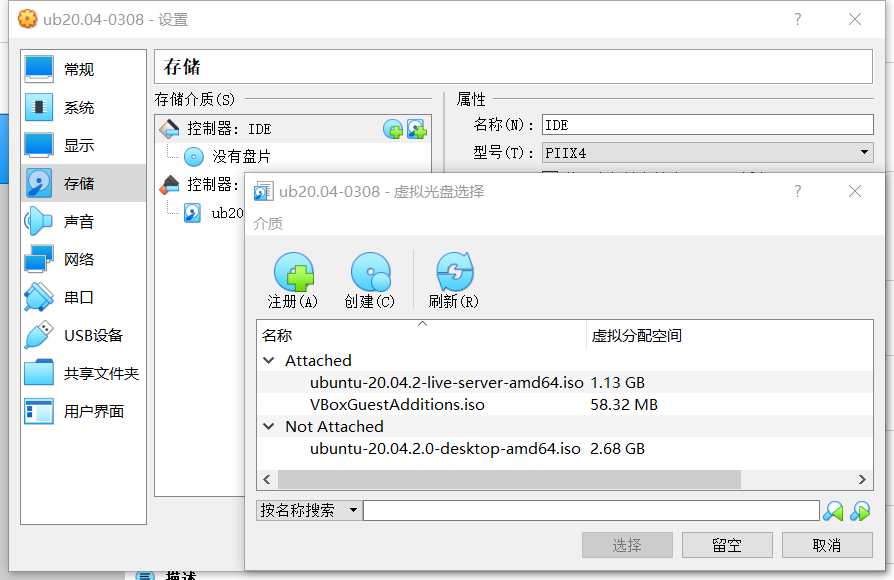 ub20.04-0308 - 设置
?
常规
系统
显示
存储
声音
网络
串口
USB设备
共享文件夹
用户界面
存储
存储介质(S)
控制器: IDE
没有盘片
控制器:
ub20
属性
名称(N): IDE
型号(T): PIIX4
ub20.04-0308 - 虚拟光盘选择
?
介质
注册(A) 创建(C) 刷新(R)
名称 虚拟分配空间
Attached
ubuntu-20.04.2-live-server-amd64.iso 1.13 GB
VBoxGuestAdditions.iso 58.32 MB
Not Attached
ubuntu-20.04.2.0-desktop-amd64.iso 2.68 GB
按名称搜索
选择 留空 取消
描述